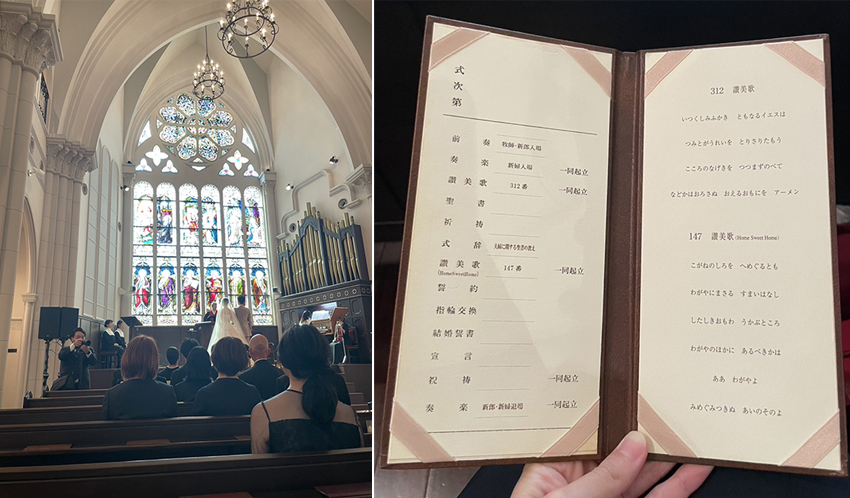 式次第
前奏 牧師・新郎入場
奏楽 新婦入場 一同起立
讃美歌 312番 一同起立
聖書
祈祷
式辞 夫婦に関する聖書の教え
讃美歌 147番 一同起立
(HomeSweetHome)
誓約
指輪交換
結婚誓書
宣言
祝祷 一同起立
奏楽 新郎・新婦退場 一同起立
312 讃美歌
いつくしみぶかき ともなるイエスは
つみとがうれいを とりさりたもう
こころのなげきを つつまずのべて
などかはおろさぬ おえるおもにを アーメン
147 讃美歌 (Home Sweet Home)
こがねのしろを へめぐるとも
わがやにまさる すまいはなし
したしきおもわ うかぶところ
わがやのほかに あるべきかは
ああ わがやよ
みめぐみつきぬ あいのそのよ